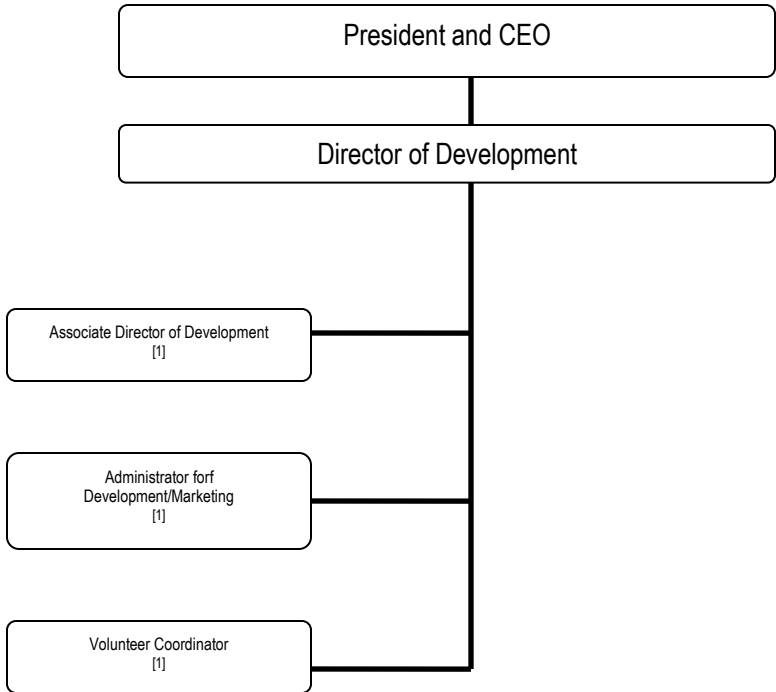 President and CEO
Director of Development
Associate Director of Development
[1]
Administrator forf
Development/Marketing
[1]
Volunteer Coordinator
[1]